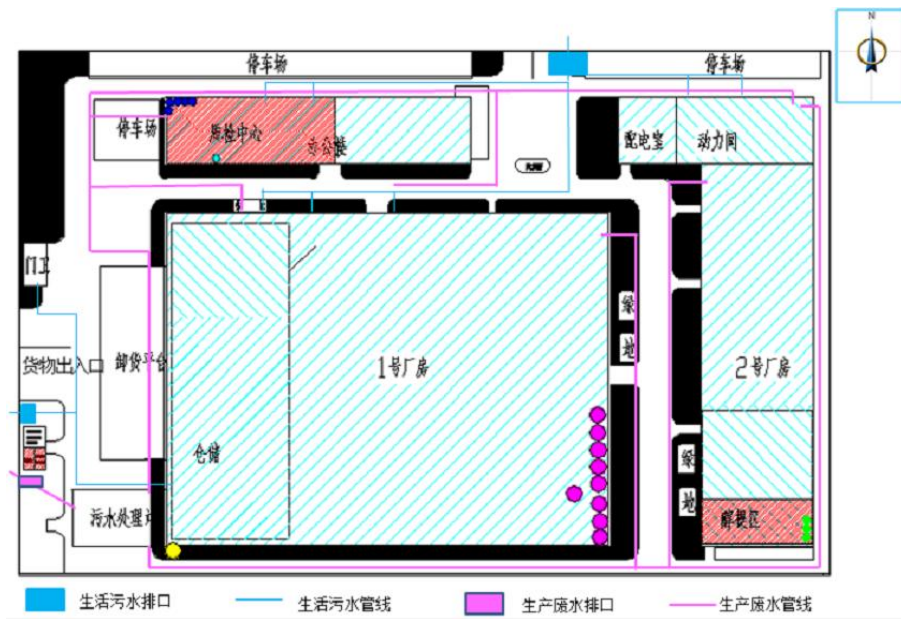 N
停车场
停车场
停车场
质检中心
办公楼
配电室
动力间
门卫
绿
地
货物出入口
卸货平台
1号厂房
2号厂房
仓储
绿
地
污水处理
醇提区
生活污水排口
生活污水管线
生产废水排口
生产废水管线